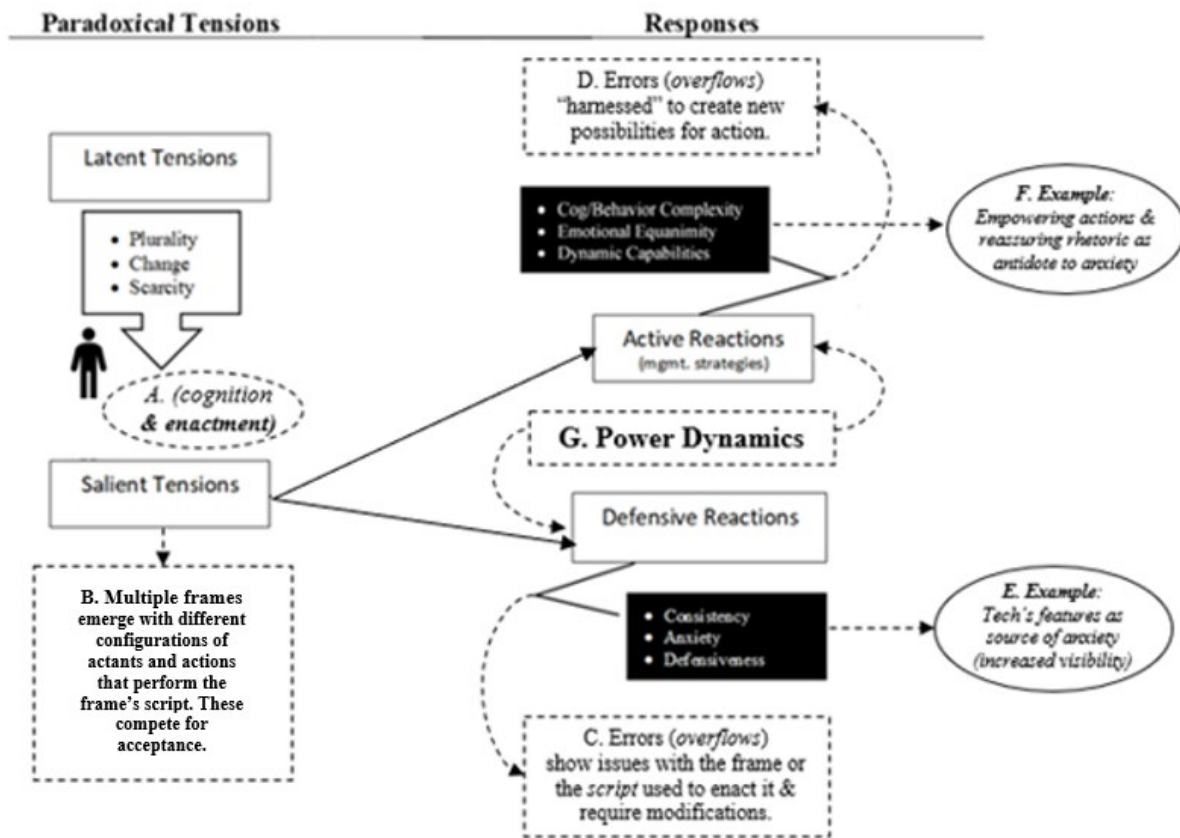 Paradoxical Tensions
Responses
Latent Tensions
• Plurality
• Change
• Scarcity
A. (cognition
& enactment)
Salient Tensions
B. Multiple frames
emerge with different
configurations of
actants and actions
that perform the
frame's script. These
compete for
acceptance.
D. Errors (overflows)
"harnessed" to create new
possibilities for action.
• Cog/Behavior Complexity
• Emotional Equanimity
• Dynamic Capabilities
F. Example:
Empowering actions &
reassuring rhetoric as
antidote to anxiety
Active Reactions
(mgmt. strategies)
G. Power Dynamics
Defensive Reactions
• Consistency
• Anxiety
• Defensiveness
E. Example:
Tech's features as
source of anxiety
(increased visibility)
C. Errors (overflows)
show issues with the frame or
the script used to enact it &
require modifications.